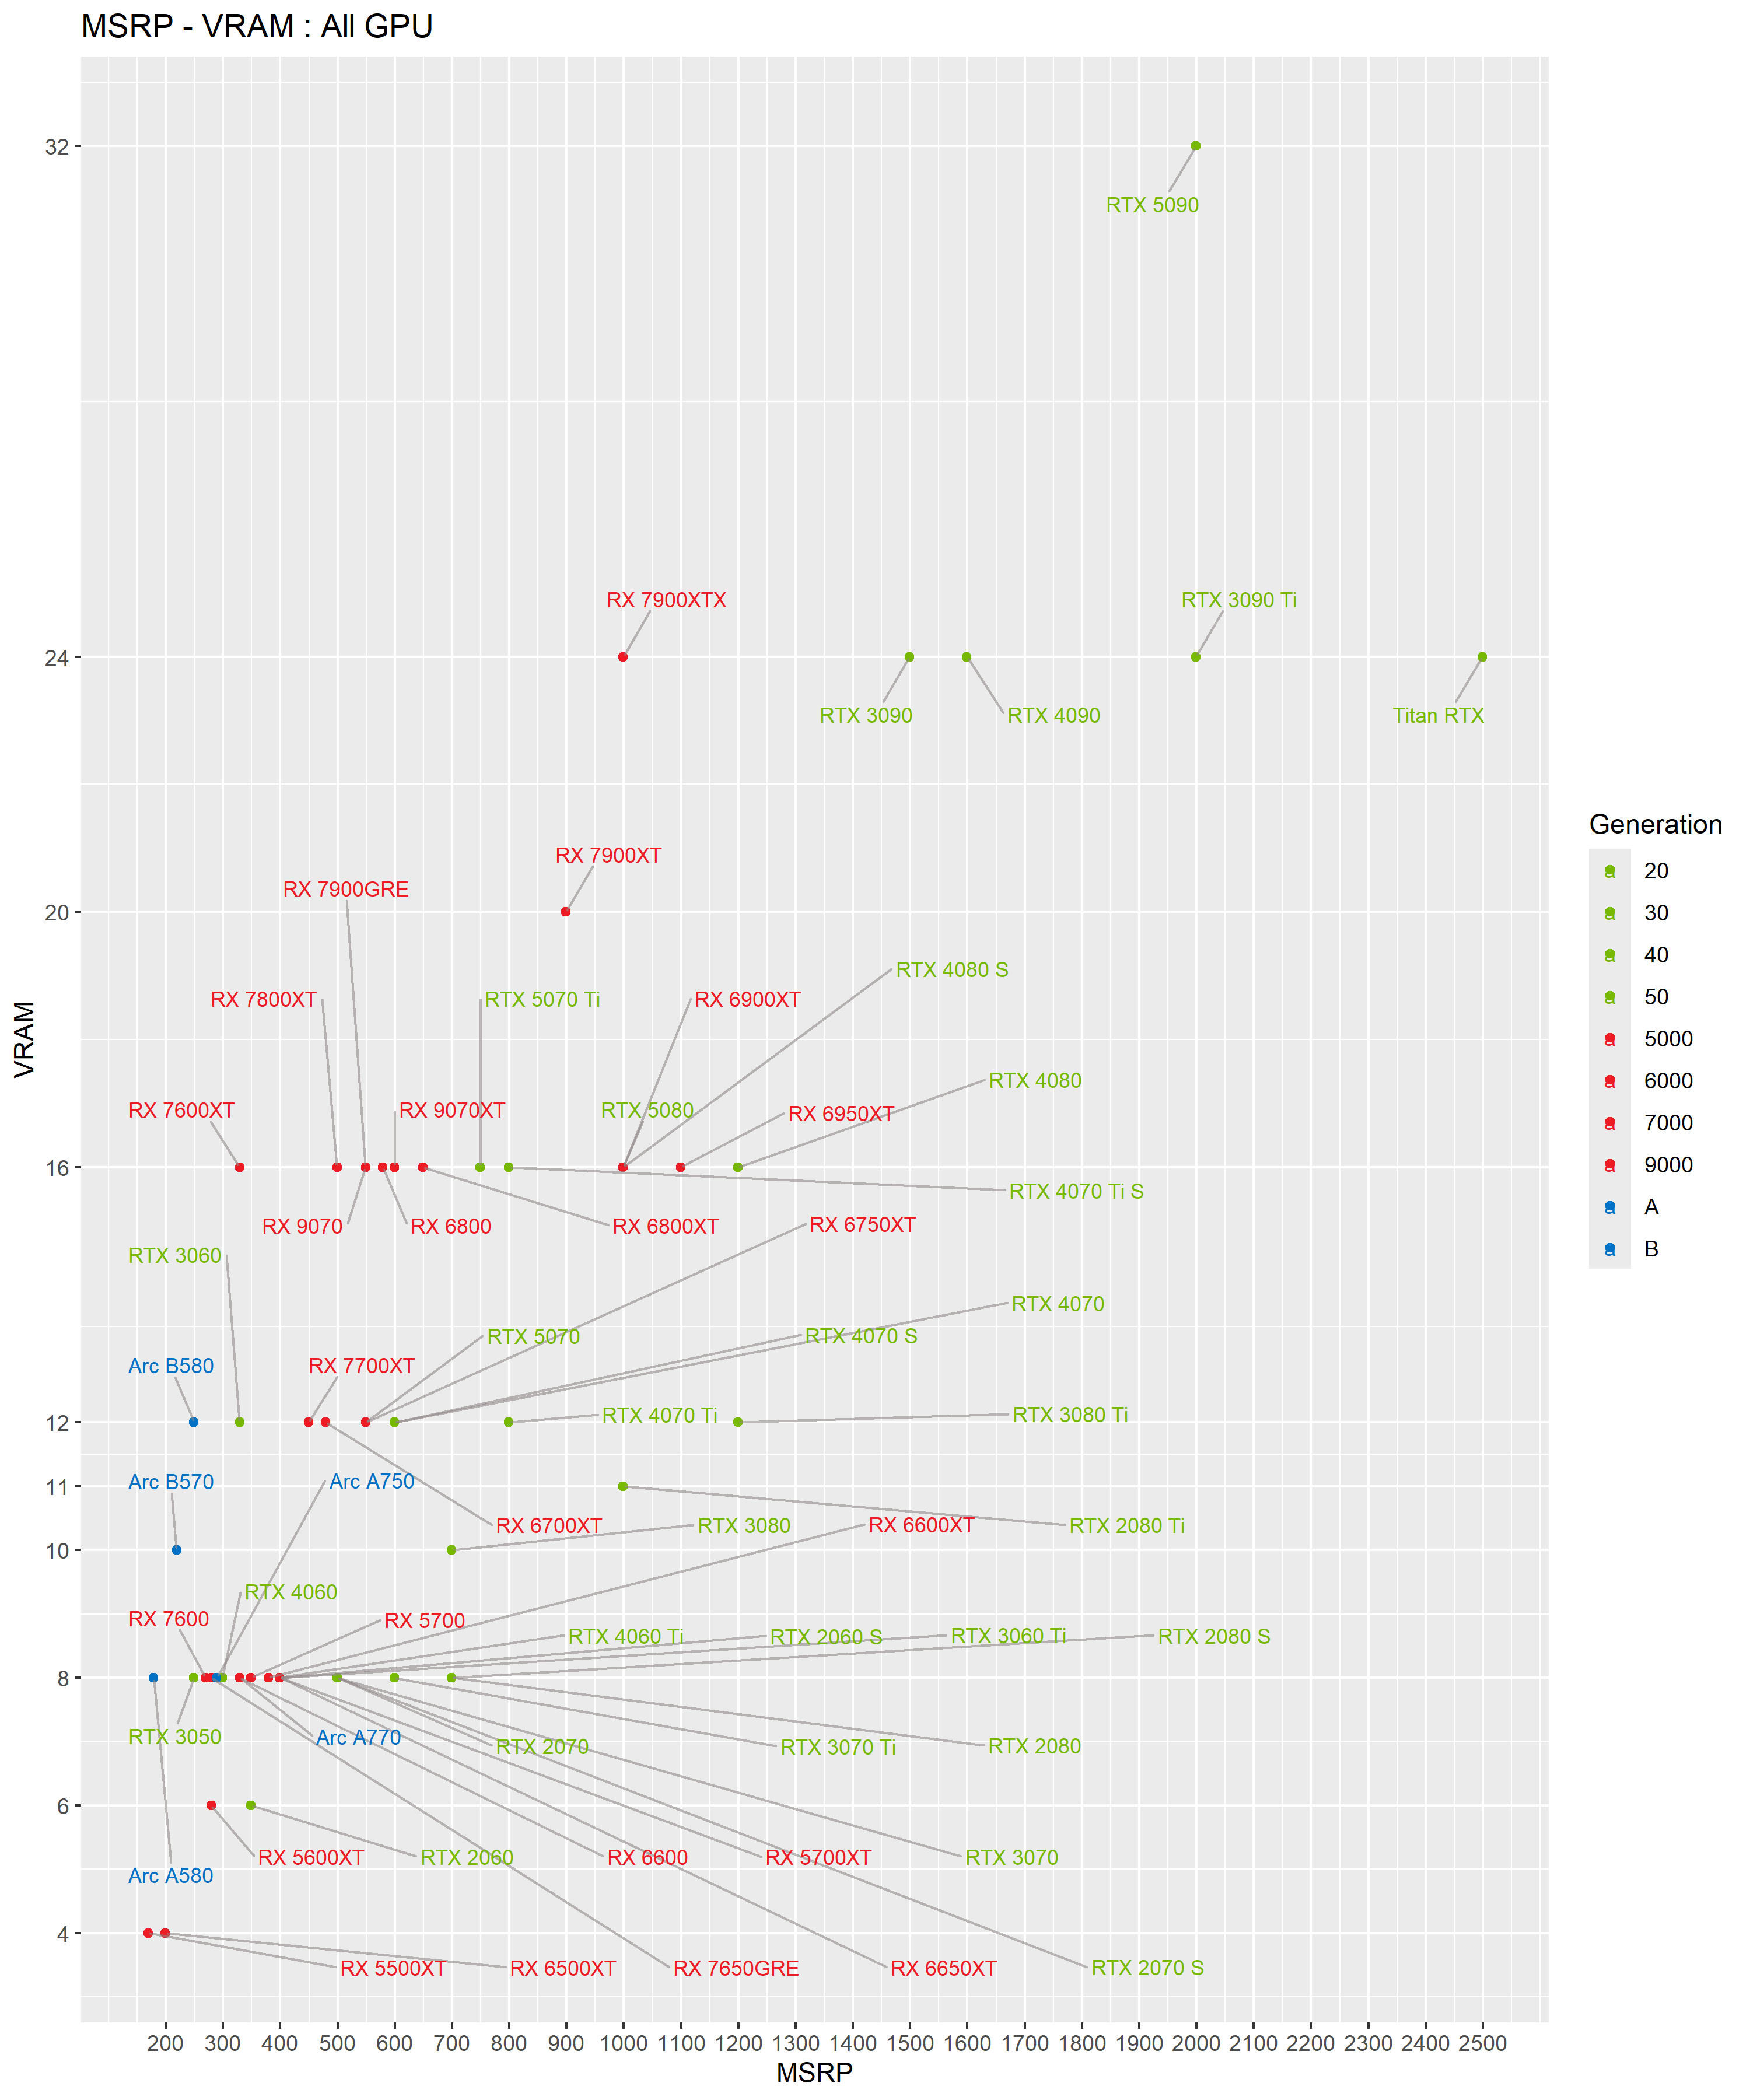 MSRP - VRAM : All GPU
32
RTX 5090
RX 7900XTX
RTX 3090 Ti
24
RTX 3090
RTX 4090
Titan RTX
Generation
20
30
40
50
5000
6000
7000
9000
A
B
RX 7900XT
RX 7900GRE
20
RTX 4080 S
RX 7800XT
RTX 5070 Ti
RX 6900XT
VRAM
RTX 4080
RX 7600XT
RX 9070XT
RTX 5080
RX 6950XT
16
RTX 4070 Ti S
RX 9070
RX 6800
RX 6800XT
RX 6750XT
RTX 3060
RTX 4070
RTX 5070
RTX 4070 S
Arc B580
RX 7700XT
12
RTX 4070 Ti
RTX 3080 Ti
Arc B570
Arc A750
11
RX 6700XT
RTX 3080
RX 6600XT
RTX 2080 Ti
10
RTX 4060
RX 7600
RX 5700
RTX 4060 Ti
RTX 2060 S
RTX 3060 Ti
RTX 2080 S
8
RTX 3050
Arc A770
RTX 2070
RTX 3070 Ti
RTX 2080
6
RX 5600XT
RTX 2060
RX 6600
RX 5700XT
RTX 3070
Arc A580
4
RX 5500XT
RX 6500XT
RX 7650GRE
RX 6650XT
RTX 2070 S
200 300 400 500 600 700 800 900 1000 1100 1200 1300 1400 1500 1600 1700 1800 1900 2000 2100 2200 2300 2400 2500
MSRP